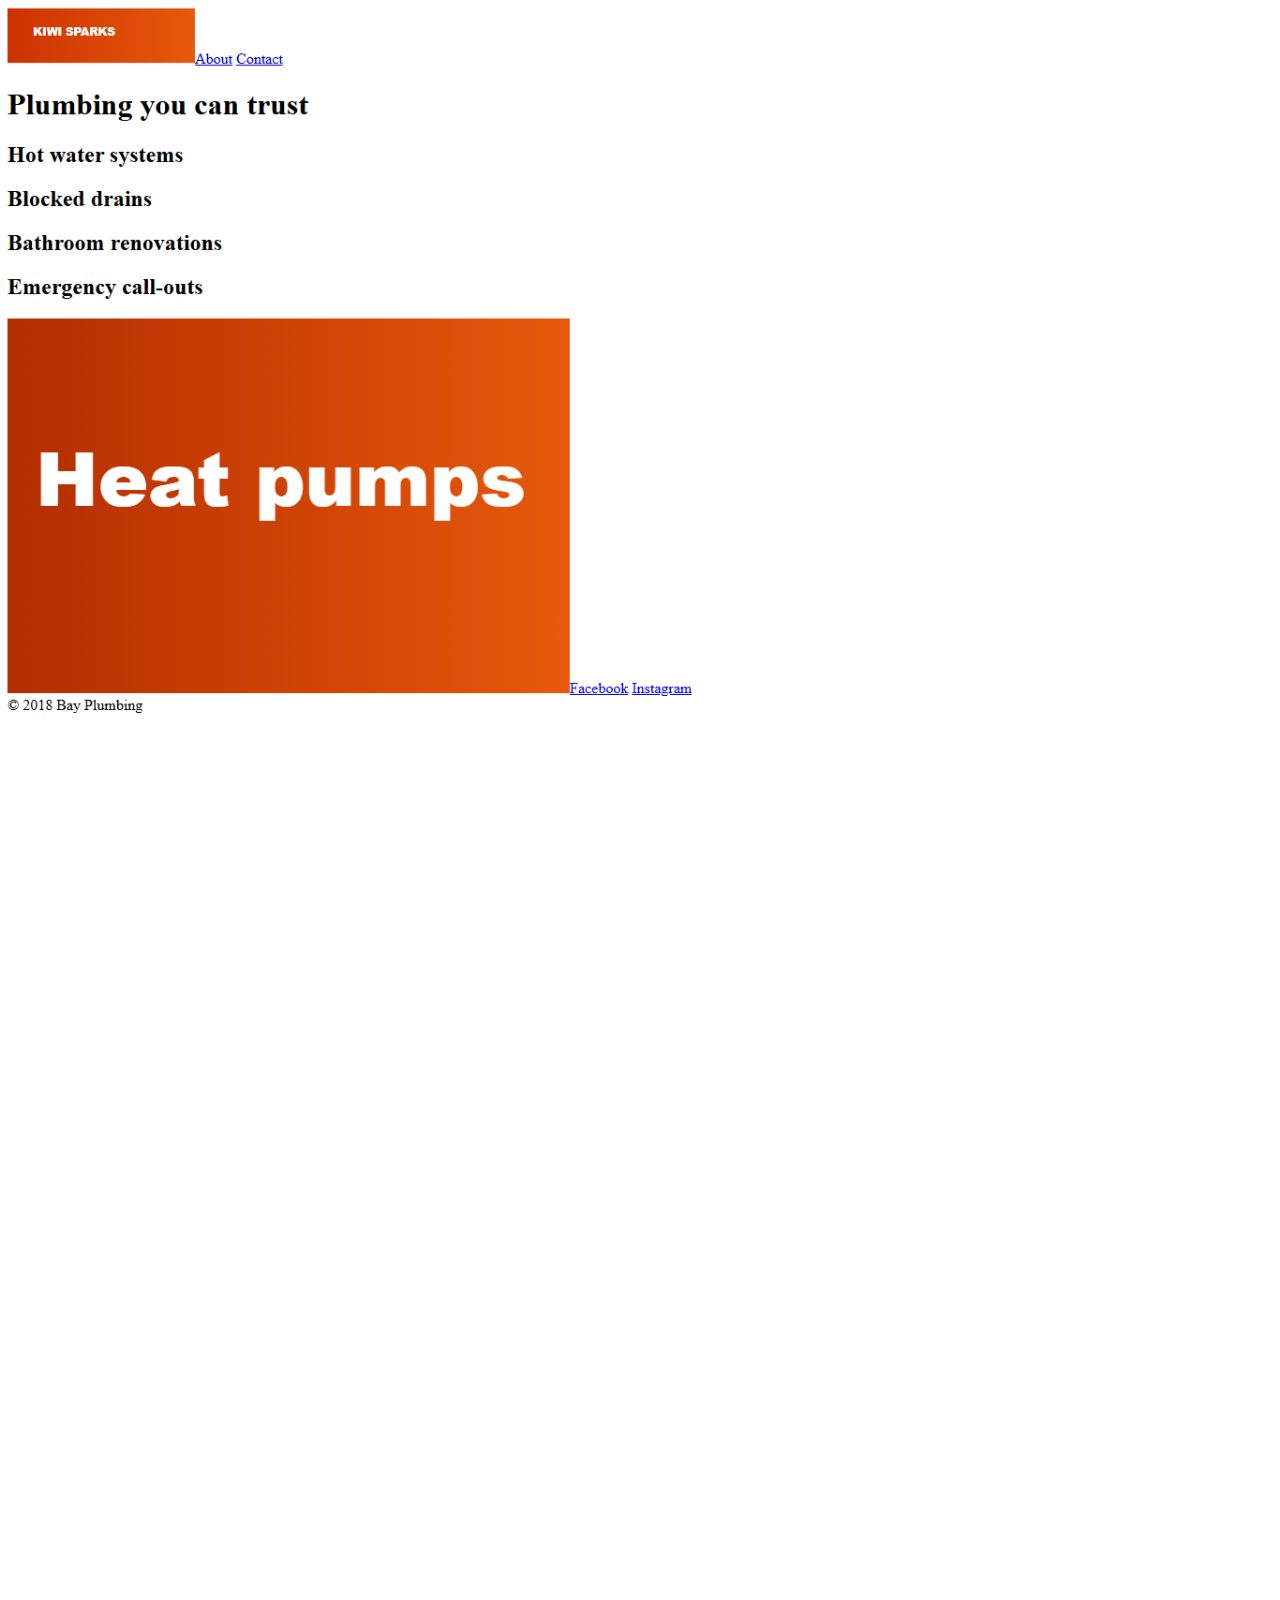 KIWI SPARKS
About Contact
Plumbing you can trust
Hot water systems
Blocked drains
Bathroom renovations
Emergency call-outs
Heat pumps
Facebook Instagram
© 2018 Bay Plumbing